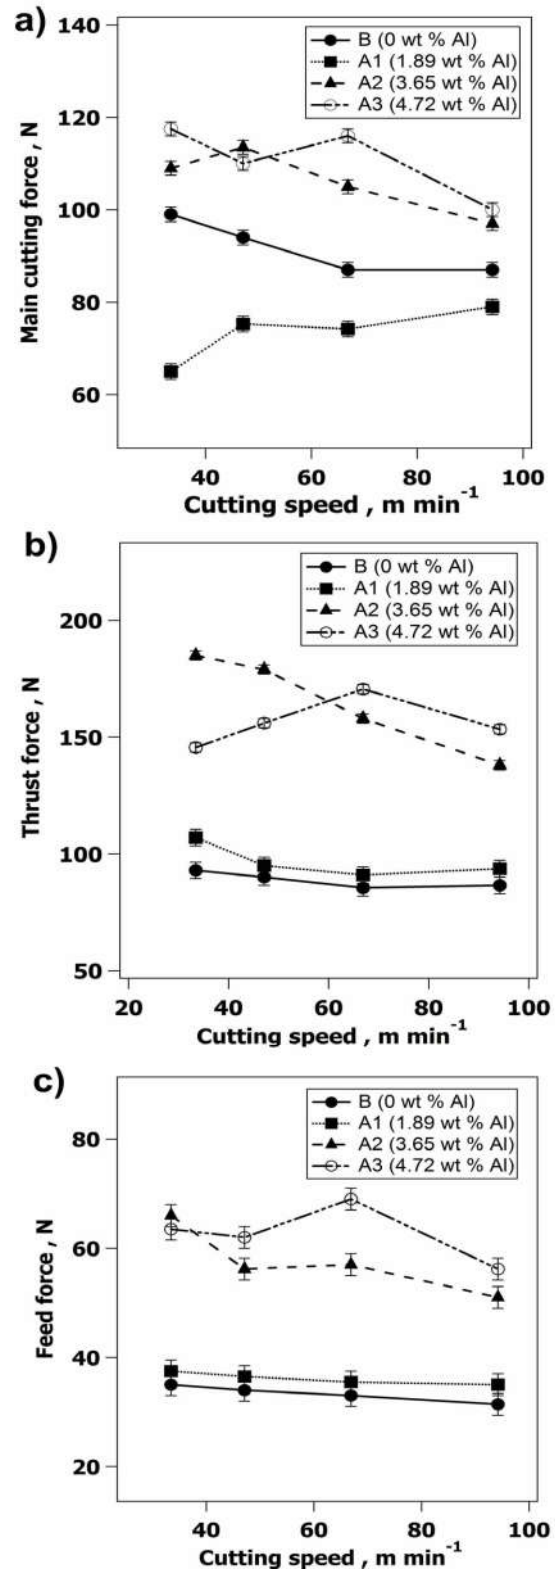 a)
Main cutting force , N
140
120
100
80
60
B (0 wt % Al)
A1 (1.89 wt % Al)
A2 (3.65 wt % Al)
A3 (4.72 wt % Al)
40 60 80 100
Cutting speed , m min-1
b)
Thrust force , N
200
150
100
50
B (0 wt % Al)
A1 (1.89 wt % Al)
A2 (3.65 wt % Al)
A3 (4.72 wt % Al)
20 40 60 80 100
Cutting speed , m min-1
c)
Feed force , N
80
60
40
20
B (0 wt % Al)
A1 (1.89 wt % Al)
A2 (3.65 wt % Al)
A3 (4.72 wt % Al)
40 60 80 100
Cutting speed , m min-1